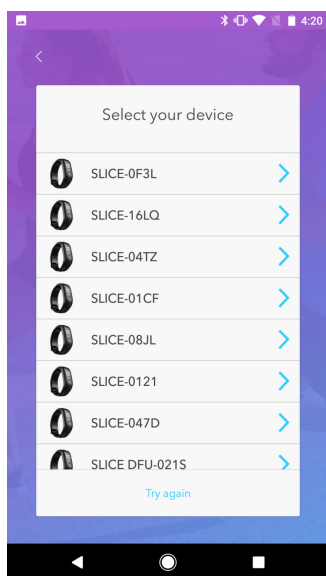 4:20
Select your device
SLICE-0F3L
SLICE-16LQ
SLICE-04TZ
SLICE-01CF
SLICE-08JL
SLICE-0121
SLICE-047D
SLICE DFU-021S
Try again